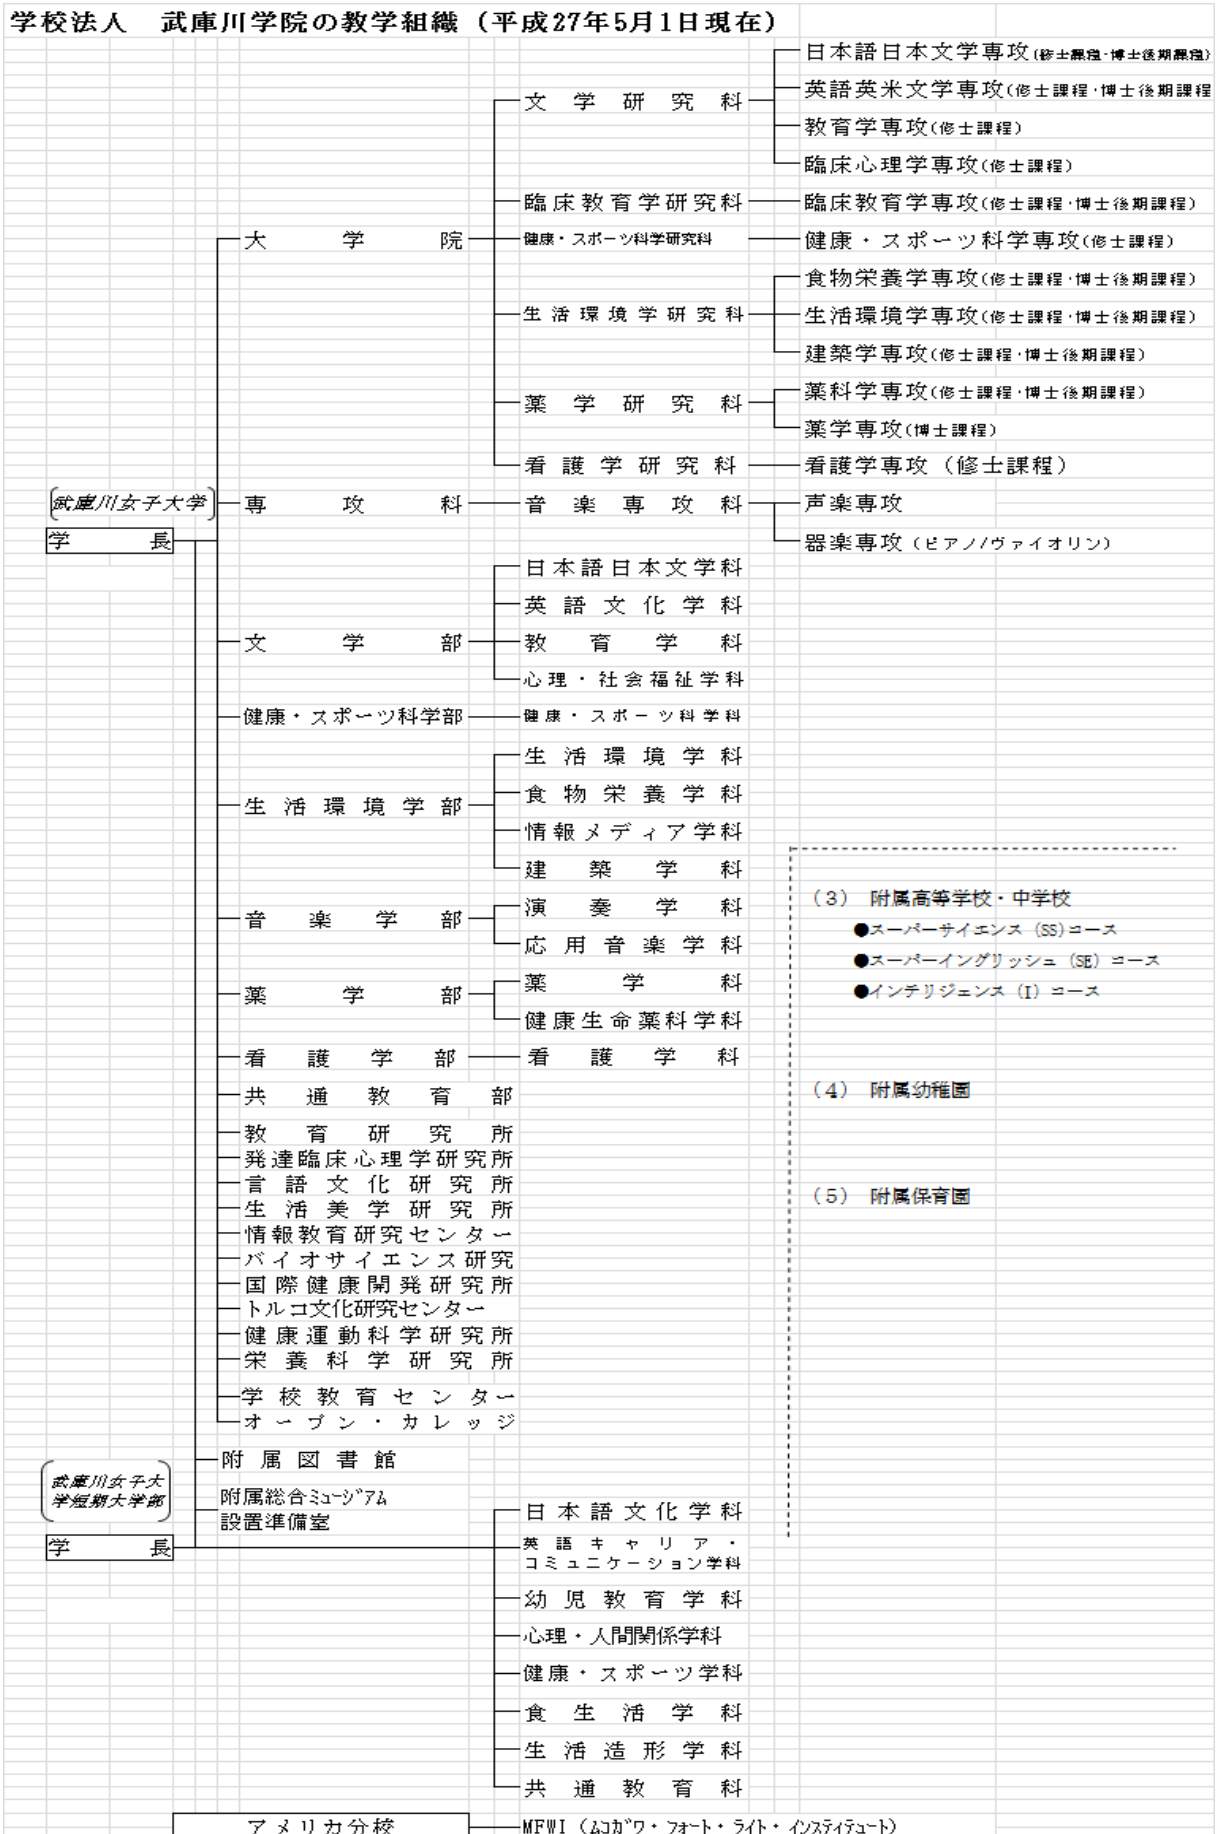 学校法人　武庫川学院の教学組織（平成27年5月1日現在）
日本語日本文学専攻(修士課程・博士後期課程)
文学研究科
英語英米文学専攻(修士課程・博士後期課程
教育学専攻(修士課程)
臨床心理学専攻(修士課程)
臨床教育学研究科
臨床教育学専攻(修士課程・博士後期課程)
大学院
健康・スポーツ科学研究科
健康・スポーツ科学専攻(修士課程)
食物栄養学専攻(修士課程・博士後期課程)
生活環境学研究科
生活環境学専攻(修士課程・博士後期課程)
建築学専攻(修士課程・博士後期課程)
薬学研究科
薬科学専攻(修士課程・博士後期課程)
薬学専攻(博士課程)
看護学研究科
看護学専攻（修士課程）
武庫川女子大学
専攻科
音楽専攻科
声楽専攻
学長
器楽専攻（ピアノ/ヴァイオリン）
日本語日本文学科
英語文化学科
文学部
教育学科
心理・社会福祉学科
健康・スポーツ科学部
健康・スポーツ科学科
生活環境学科
生活環境学部
食物栄養学科
情報メディア学科
建築学科
音楽学部
演奏学科
応用音楽学科
薬学部
薬学科
健康生命薬科学科
看護学部
看護学科
共通教育部
教育研究所
発達臨床心理学研究所
言語文化研究所
生活美学研究所
情報教育研究センター
バイオサイエンス研究
国際健康開発研究所
トルコ文化研究センター
健康運動科学研究所
栄養科学研究所
学校教育センター
オープン・カレッジ
（3）　附属高等学校・中学校
●スーパーサイエンス（SS)コース
●スーパーイングリッシュ（SE）コース
●インテリジェンス（I）コース
（4）　附属幼稚園
（5）　附属保育園
附属図書館
武庫川女子大
学短期大学部
附属総合ﾐｭｰｼﾞｱﾑ
設置準備室
学長
日本語文化学科
英語キャリア・
コミュニケーション学科
幼児教育学科
心理・人間関係学科
健康・スポーツ学科
食生活学科
生活造形学科
共通教育科
アメリカ分校
MFWI（ﾑｺｶﾞﾜ・ﾌｫｰﾄ・ﾗｲﾄ・ｲﾝｽﾃｨﾃｭｰﾄ）